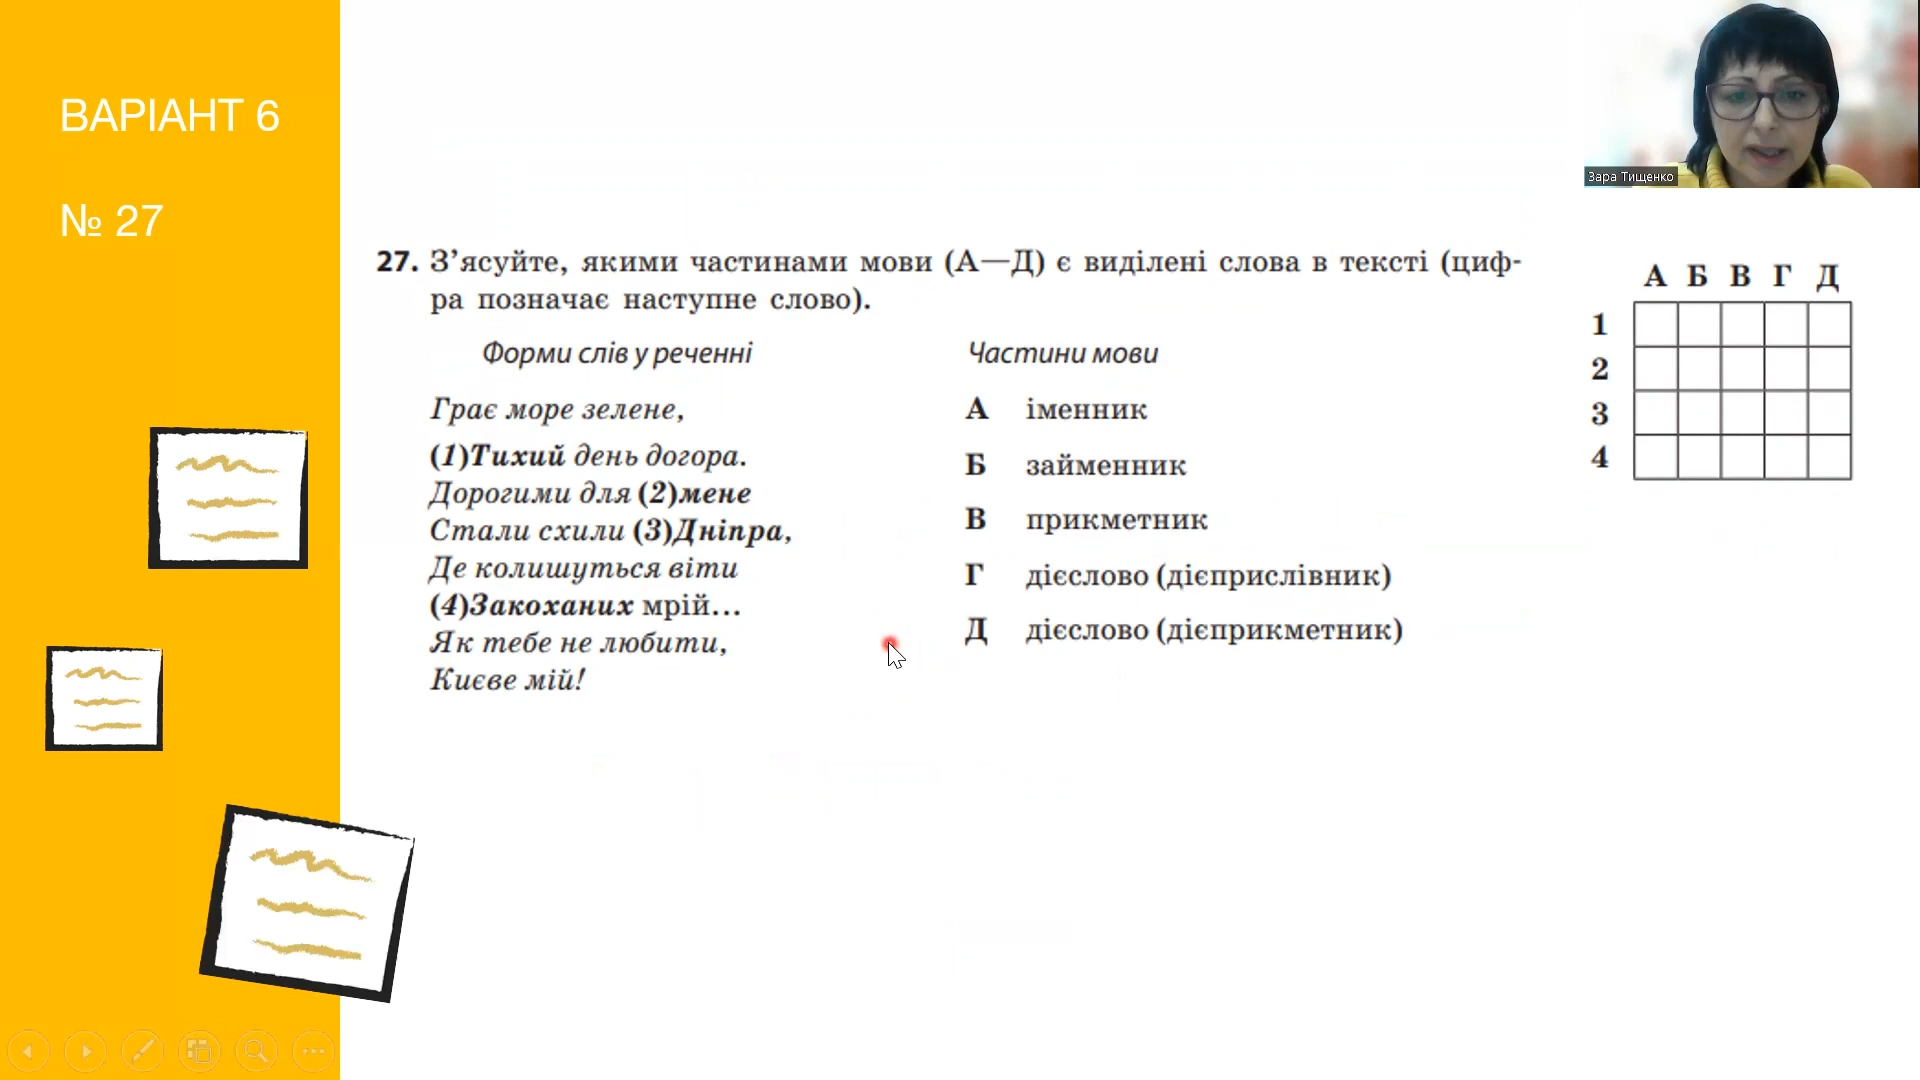 ВАРІАНТ 6
№ 27
Зара Тищенко
27. З’ясуйте, якими частинами мови (А—Д) є виділені слова в тексті (циф-
ра позначає наступне слово).
Форми слів у реченні
Грає море зелене,
(1)Тихий день догора.
Дорогими для (2)мене
Стали схили (3)Дніпра,
Де колишуться віти
(4)Закоханих мрій...
Як тебе не любити,
Києве мій!
Частини мови
А іменник
Б займенник
В прикметник
Г дієслово (дієприслівник)
Д дієслово (дієприкметник)
А Б В Г Д
1
2
3
4